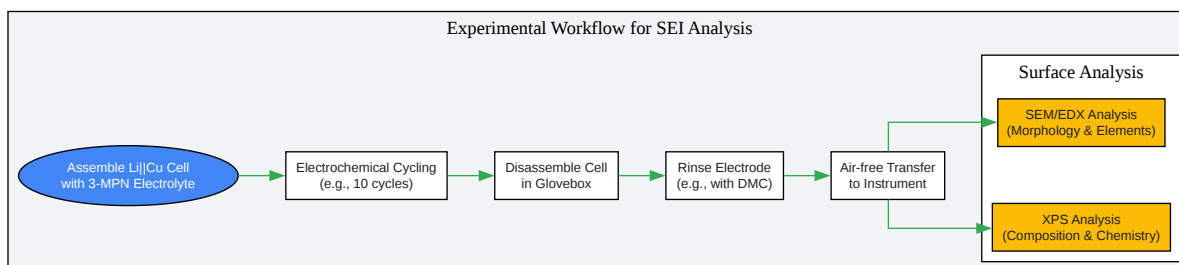 Experimental Workflow for SEI Analysis
Surface Analysis
Assemble Li||Cu Cell
with 3-MPN Electrolyte
Electrochemical Cycling
(e.g., 10 cycles)
Disassemble Cell
in Glovebox
Rinse Electrode
(e.g., with DMC)
Air-free Transfer
to Instrument
SEM/EDX Analysis
(Morphology & Elements)
XPS Analysis
(Composition & Chemistry)